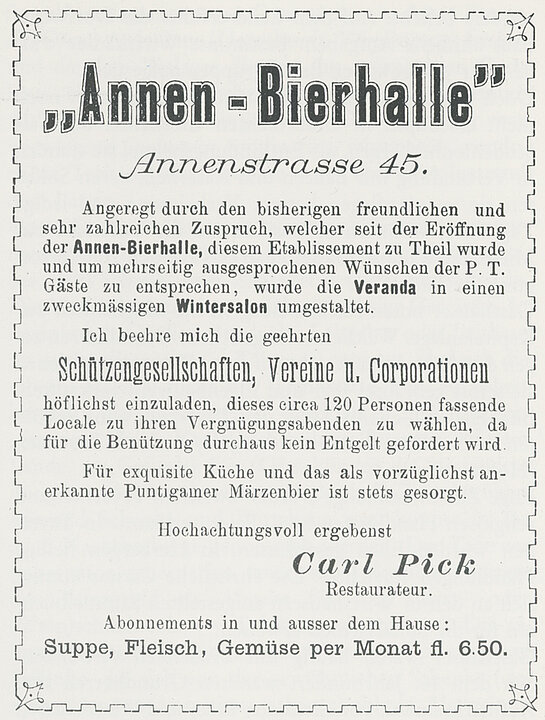 „Annen-Bierhalle”
Annenstrasse 45.
Angeregt durch den bisherigen freundlichen und
sehr zahlreichen Zuspruch, welcher seit der Eröffnung
der Annen-Bierhalle, diesem Etablissement zu Theil wurde
und um mehrseitig ausgesprochenen Wünschen der P. T.
Gäste zu entsprechen, wurde die Veranda in einen
zweckmässigen Wintersalon umgestaltet.
Ich beehre mich die geehrten
Schützengesellschaften, Vereine u. Corporationen
höflichst einzuladen, dieses circa 120 Personen fassende
Locale zu ihren Vergnügungsabenden zu wählen, da
für die Benützung durchaus kein Entgelt gefordert wird.
Für exquisite Küche und das als vorzüglichst an-
erkannte Puntigamer Märzenbier ist stets gesorgt.
Hochachtungsvoll ergebenst
Carl Pick
Restaurateur.
Abonnements in und ausser dem Hause:
Suppe, Fleisch, Gemüse per Monat fl. 6.50.